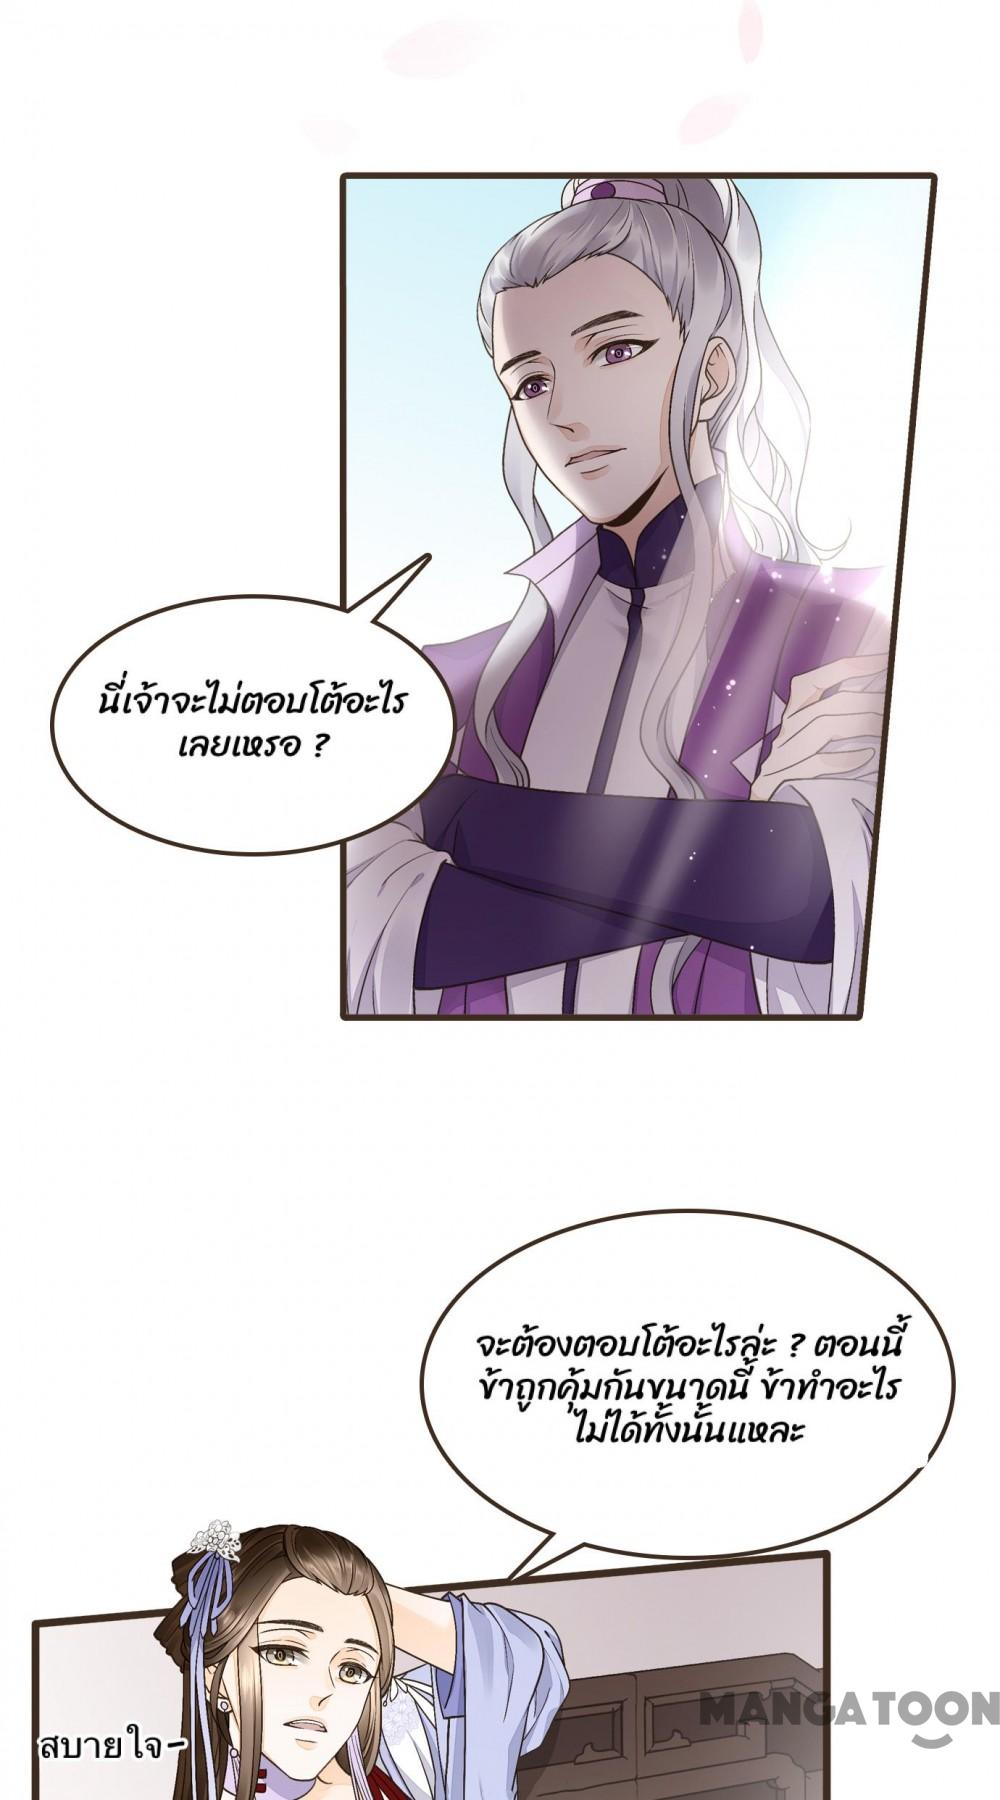 นี่เจ้าจะไม่ตอบโต้อะไร
เลยเหรอ ?
จะต้องตอบโต้อะไรล่ะ ? ตอนนี้
ข้าถูกคุ้มกันขนาดนี้ ข้าทำอะไร
ไม่ได้ทั้งนั้นแหละ
MANGATOON
สบายใจ~